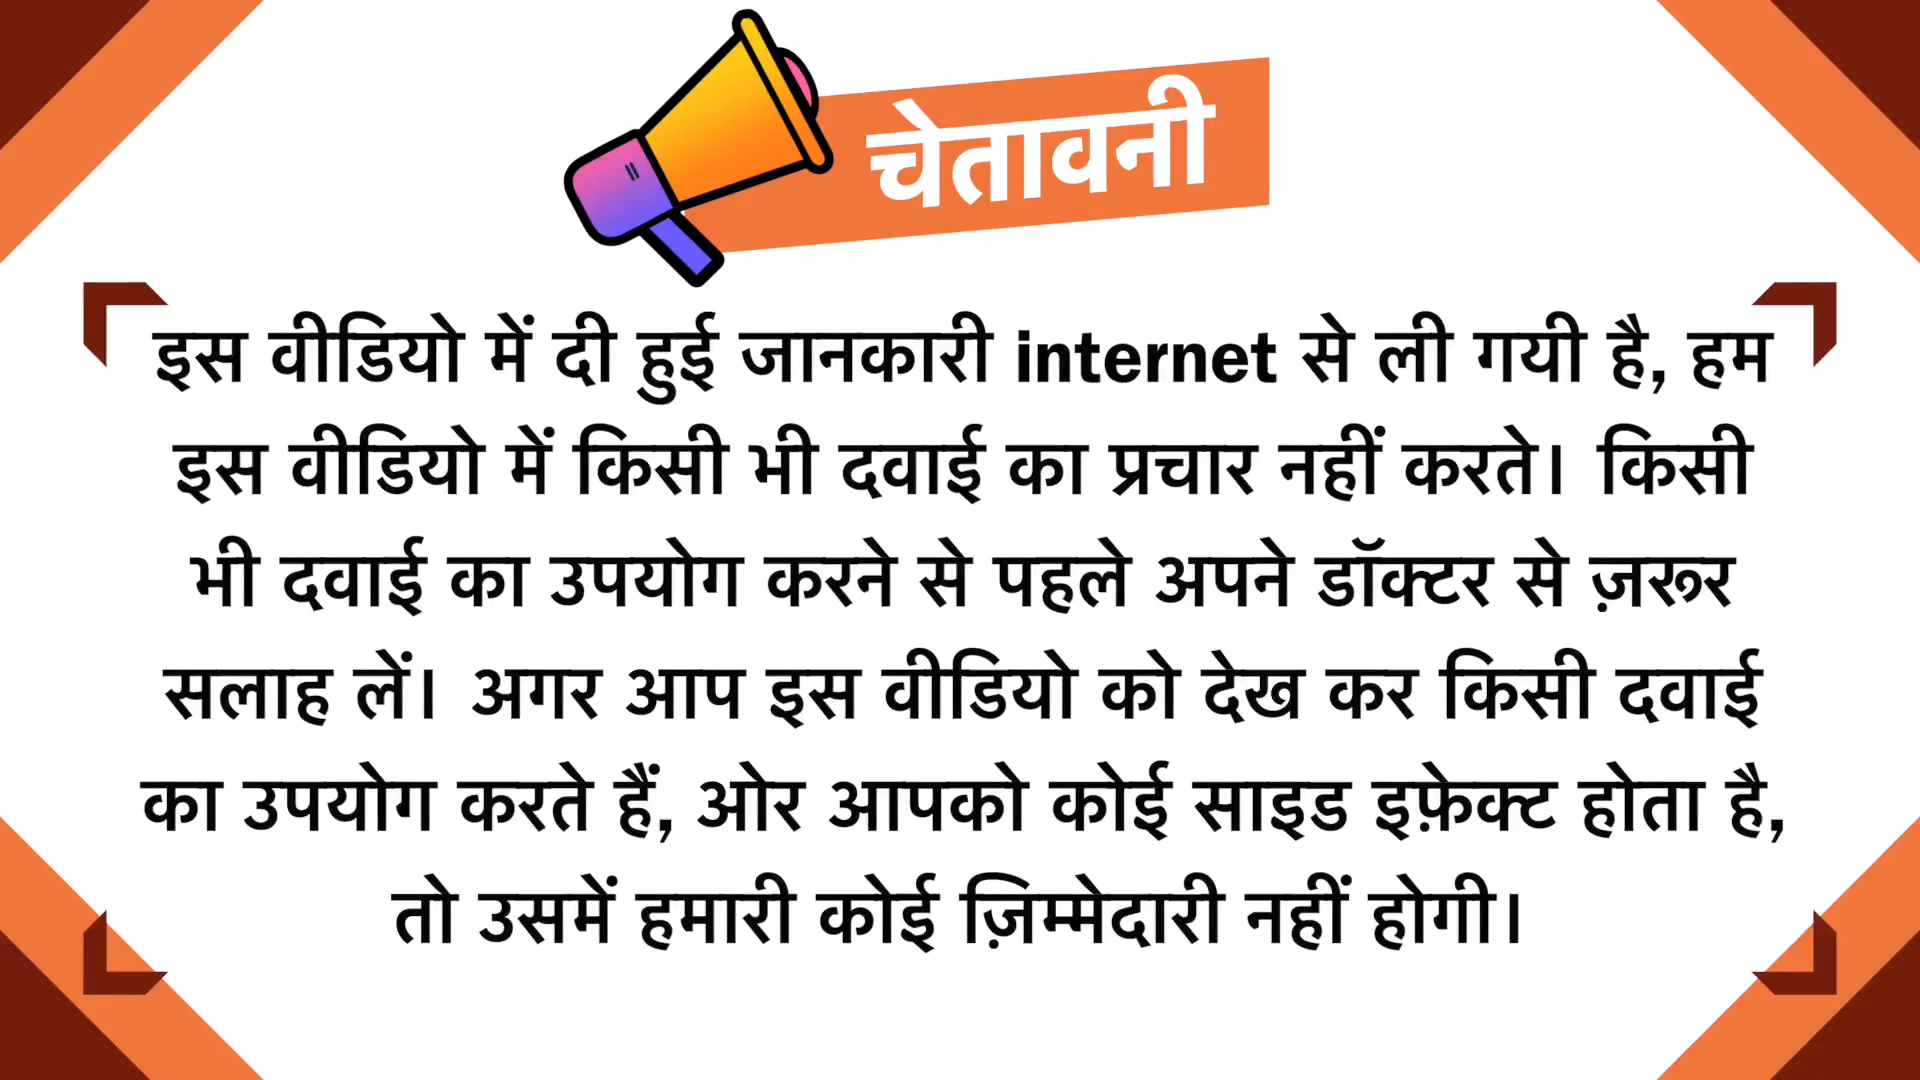 चेतावनी
इस वीडियो में दी हुई जानकारी internet से ली गयी है, हम
इस वीडियो में किसी भी दवाई का प्रचार नहीं करते। किसी
भी दवाई का उपयोग करने से पहले अपने डॉक्टर से ज़रूर
सलाह लें। अगर आप इस वीडियो को देख कर किसी दवाई
का उपयोग करते हैं, ओर आपको कोई साइड इफ़ेक्ट होता है,
तो उसमें हमारी कोई ज़िम्मेदारी नहीं होगी।